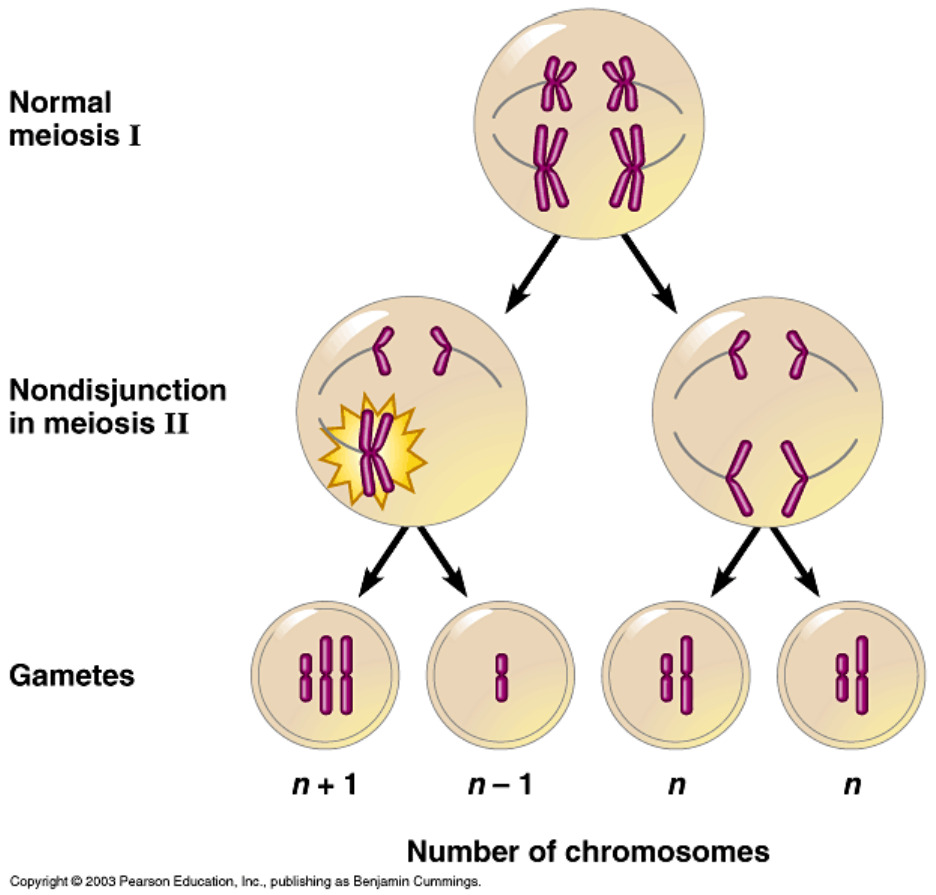 Normal
meiosis I
Nondisjunction
in meiosis II
Gametes
n + 1
n – 1
n
n
Number of chromosomes
Copyright © 2003 Pearson Education, Inc., publishing as Benjamin Cummings.